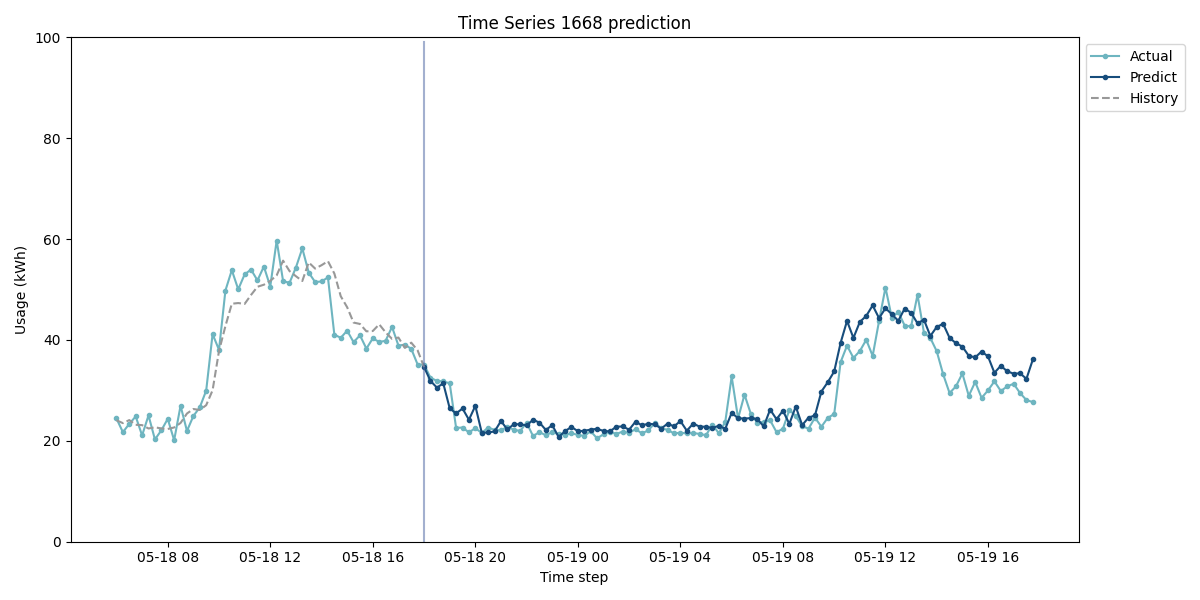 Time Series 1668 prediction
100
80
60
40
20
0
Usage (kWh)
05-18 08
05-18 12
05-18 16
05-18 20
05-19 00
05-19 04
05-19 08
05-19 12
05-19 16
Time step
Actual
Predict
History